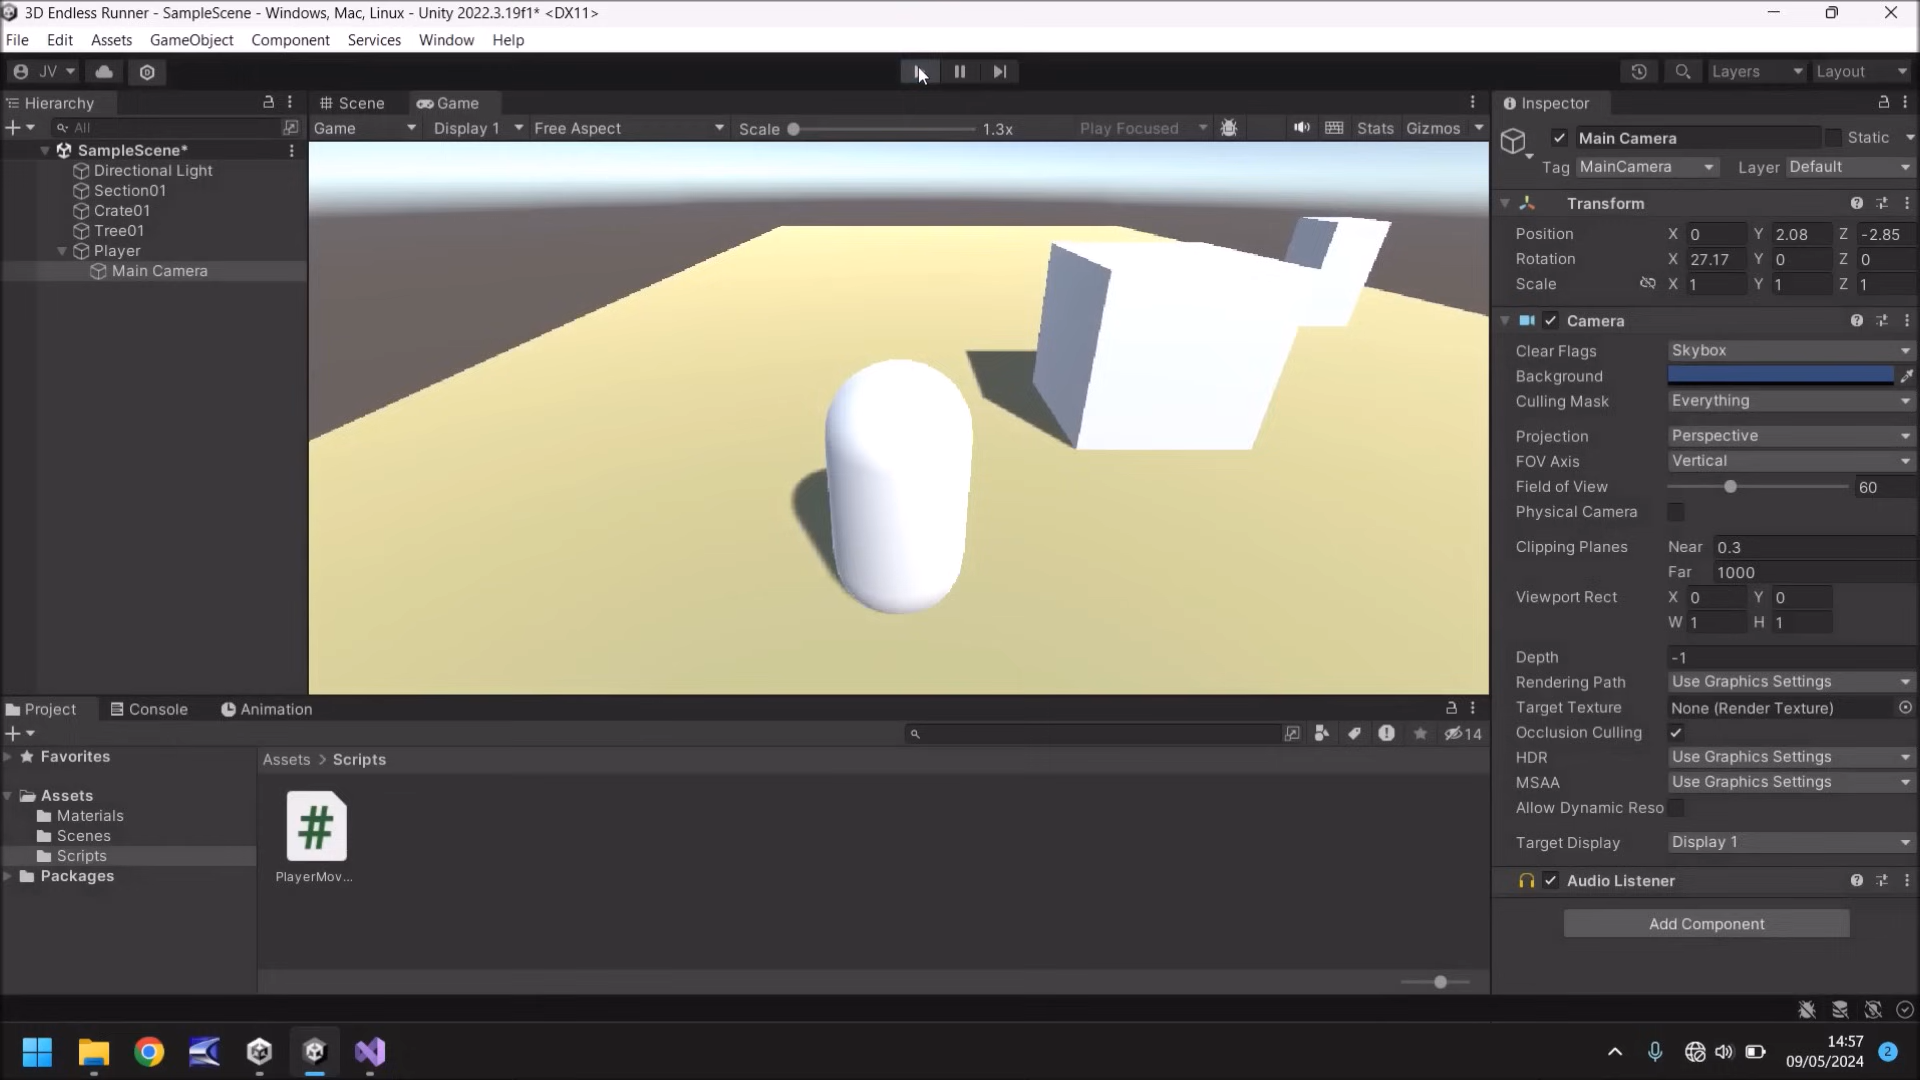 3D Endless Runner - SampleScene - Windows, Mac, Linux - Unity 2022.3.19f1* <DX11>
File Edit Assets GameObject Component Services Window Help
JV Layers Layout
Hierarchy
All
SampleScene*
Directional Light
Section01
Crate01
Tree01
Player
Main Camera
Scene Game
Game Display 1 Free Aspect Scale 1.3x Play Focused Stats Gizmos
Inspector
Main Camera Static
Tag MainCamera Layer Default
Transform
Position X 0 Y 2.08 Z -2.85
Rotation X 27.17 Y 0 Z 0
Scale X 1 Y 1 Z 1
Camera
Clear Flags Skybox
Background
Culling Mask Everything
Projection Perspective
FOV Axis Vertical
Field of View 60
Physical Camera
Clipping Planes Near 0.3
Far 1000
Viewport Rect X 0 Y 0
W 1 H 1
Depth -1
Rendering Path Use Graphics Settings
Target Texture None (Render Texture)
Occlusion Culling
HDR Use Graphics Settings
MSAA Use Graphics Settings
Allow Dynamic Reso
Target Display Display 1
Audio Listener
Add Component
Project Console Animation
14
Favorites
Assets
Materials
Scenes
Scripts
Packages
Assets > Scripts
#
PlayerMov...
14:57
09/05/2024
2